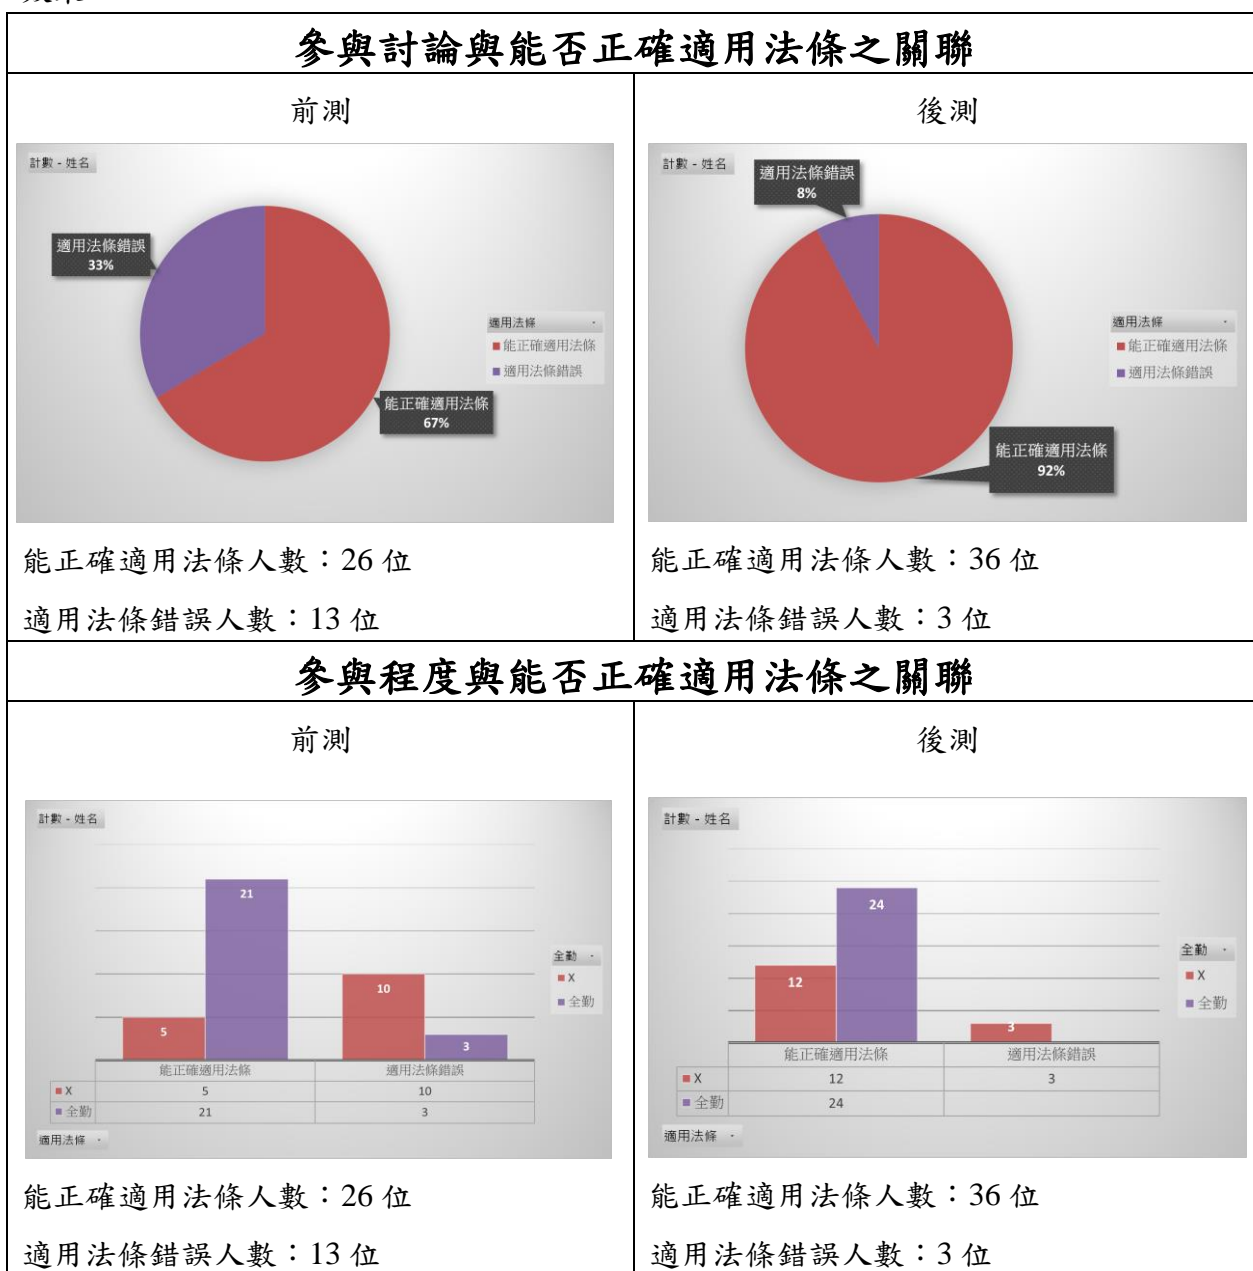 參與討論與能否正確適用法條之關聯
前測
計數 - 姓名
適用法條錯誤
33%
適用法條
能正確適用法條
適用法條錯誤
能正確適用法條
67%
能正確適用法條人數：26 位
適用法條錯誤人數：13 位
後測
計數 - 姓名
適用法條錯誤
8%
適用法條
能正確適用法條
適用法條錯誤
能正確適用法條
92%
能正確適用法條人數：36 位
適用法條錯誤人數：3 位
參與程度與能否正確適用法條之關聯
前測
計數 - 姓名
21
10
5
3
全勤
X
全勤
能正確適用法條 適用法條錯誤
X 5 10
全勤 21 3
適用法條
能正確適用法條人數：26 位
適用法條錯誤人數：13 位
後測
計數 - 姓名
24
12
3
全勤
X
全勤
能正確適用法條 適用法條錯誤
X 12 3
全勤 24
適用法條
能正確適用法條人數：36 位
適用法條錯誤人數：3 位